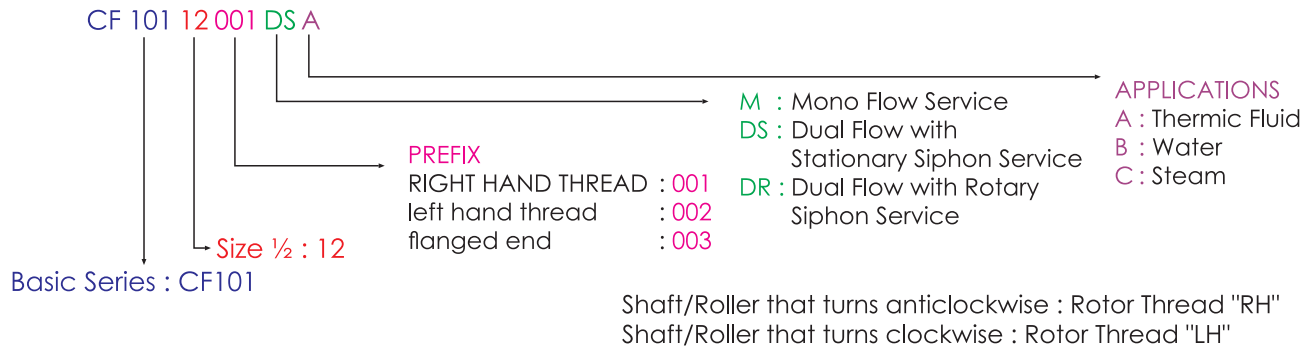 CF 101 12 001 DS A
APPLICATIONS
A : Thermic Fluid
B : Water
C : Steam
M : Mono Flow Service
DS : Dual Flow with
Stationary Siphon Service
DR : Dual Flow with Rotary
Siphon Service
PREFIX
RIGHT HAND THREAD : 001
left hand thread : 002
flanged end : 003
Size ½ : 12
Basic Series : CF101
Shaft/Roller that turns anticlockwise : Rotor Thread "RH"
Shaft/Roller that turns clockwise : Rotor Thread "LH"